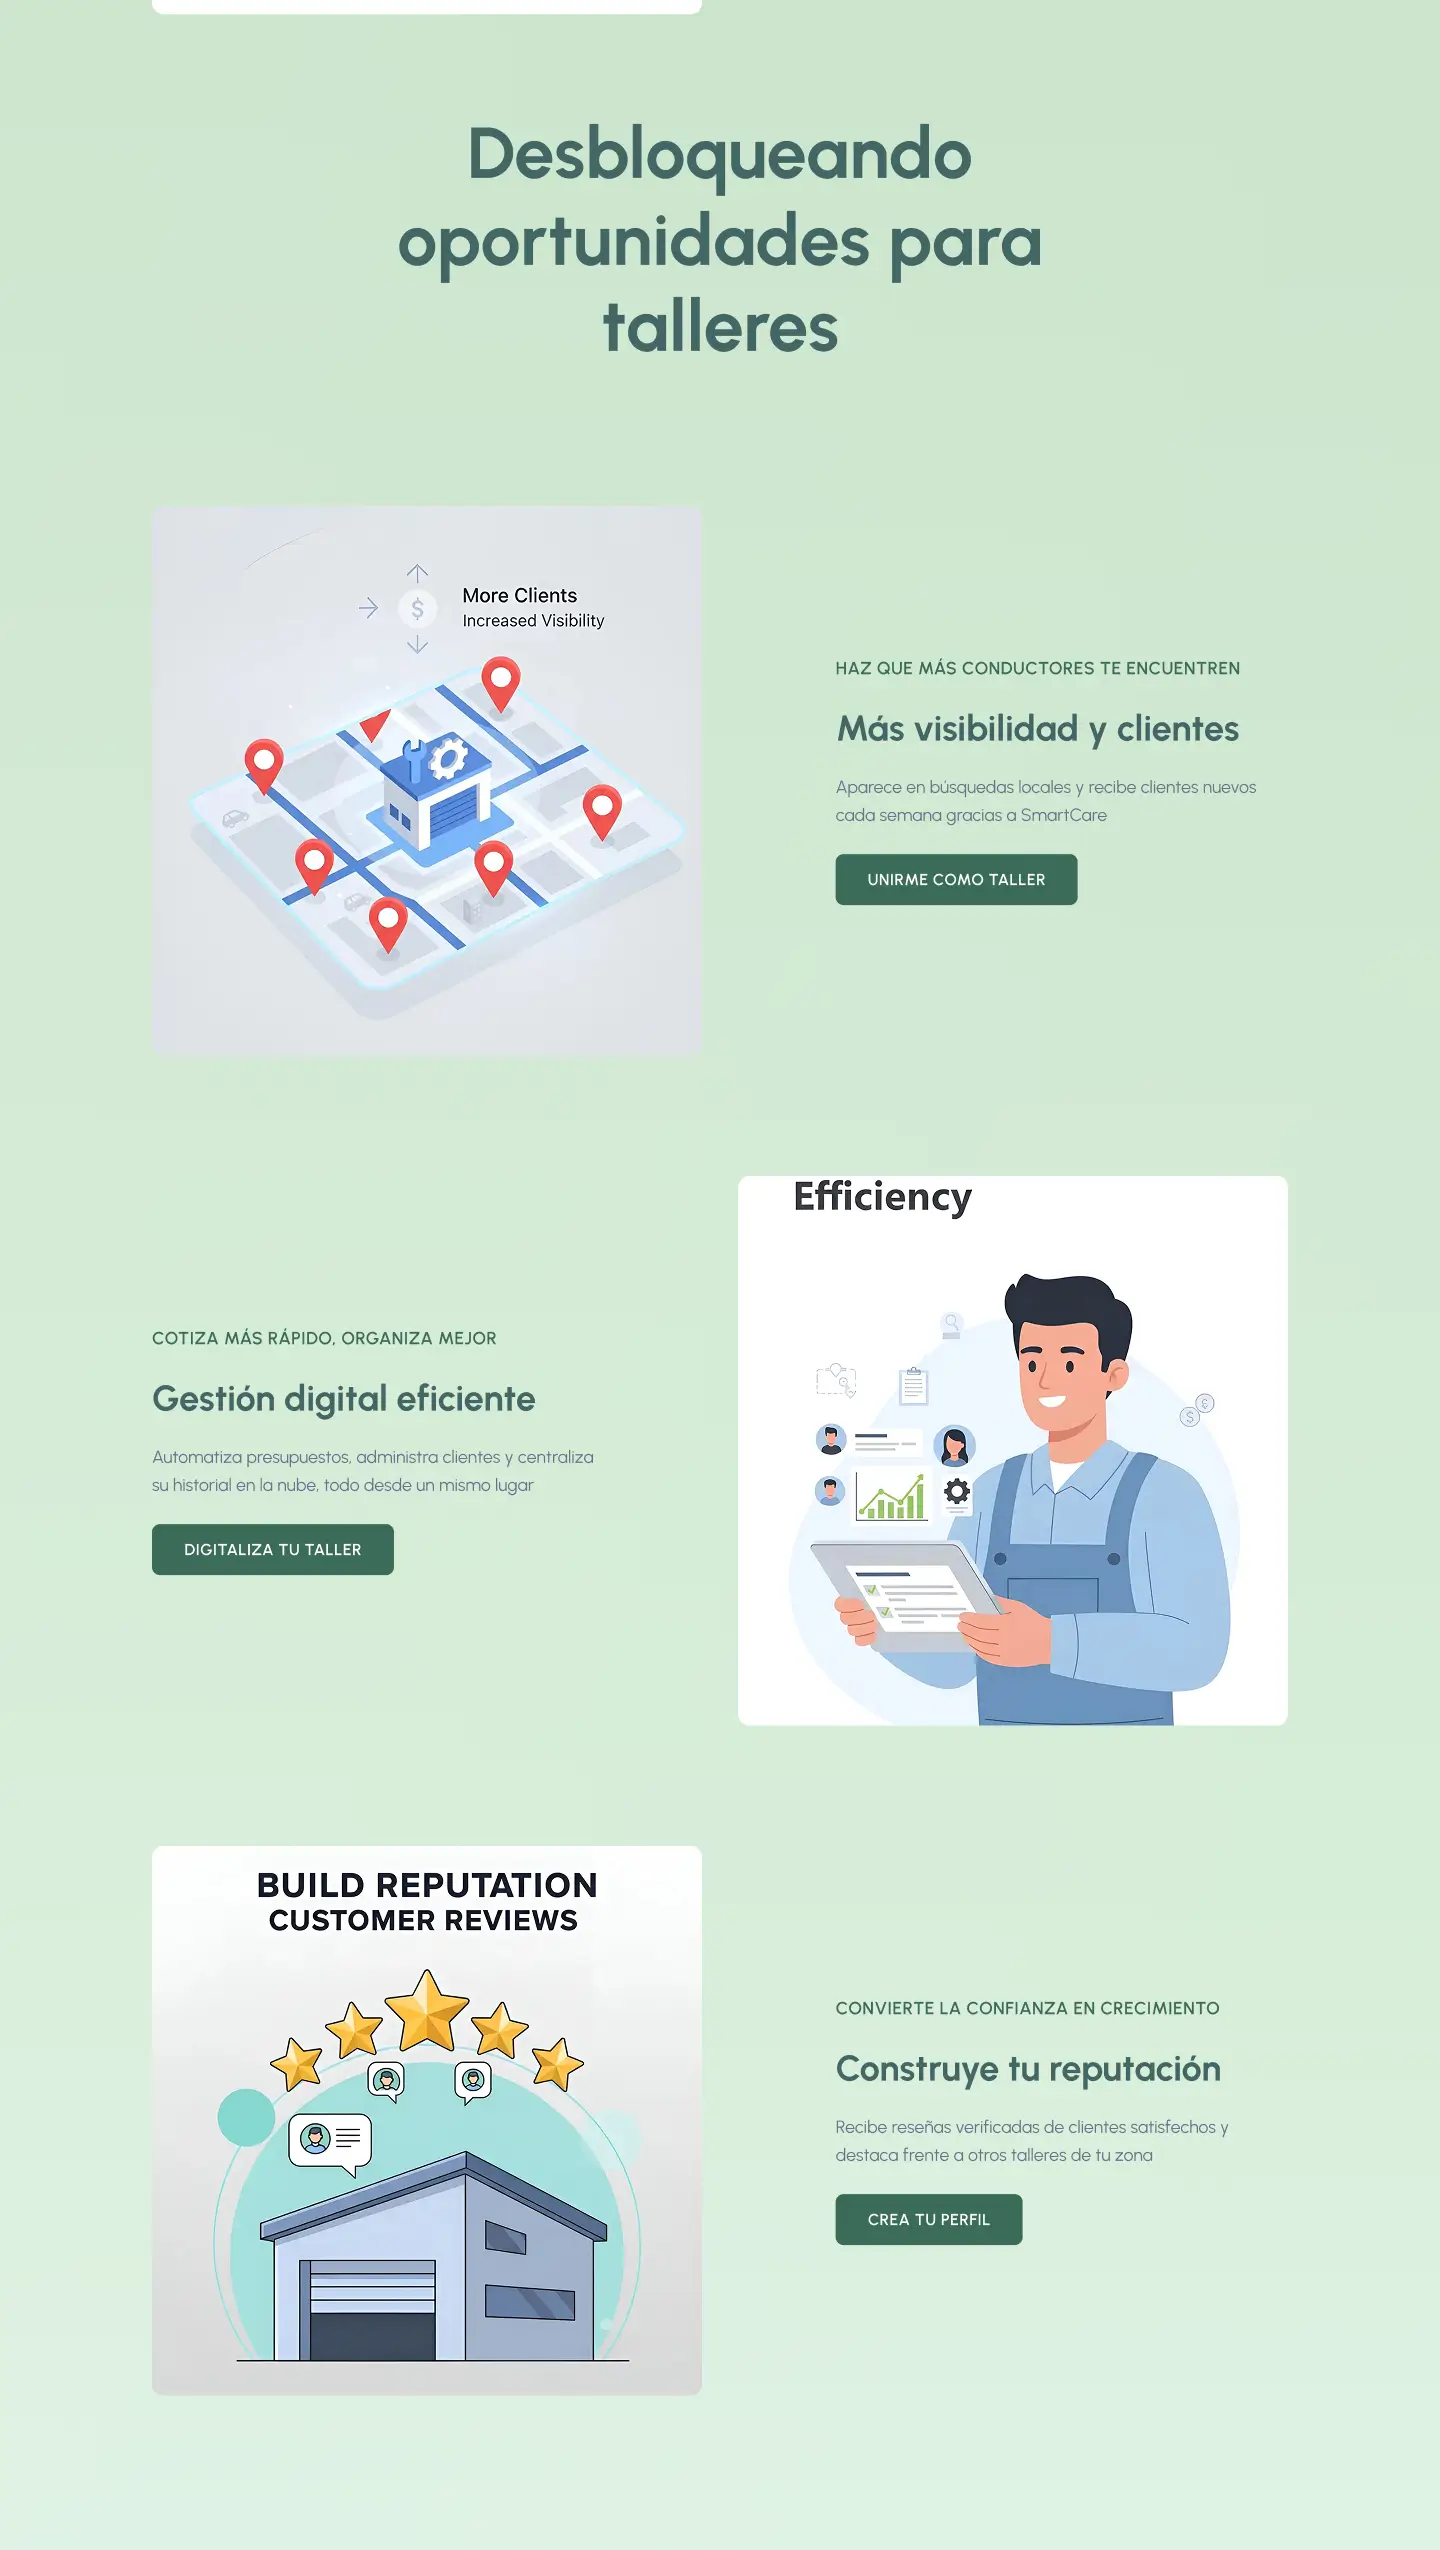 Desbloqueando
oportunidades para
talleres
$
More Clients
Increased Visibility
HAZ QUE MÁS CONDUCTORES TE ENCUENTREN
Más visibilidad y clientes
Aparece en búsquedas locales y recibe clientes nuevos
cada semana gracias a SmartCare
UNIRME COMO TALLER
Efficiency
COTIZA MÁS RÁPIDO, ORGANIZA MEJOR
Gestión digital eficiente
Automatiza presupuestos, administra clientes y centraliza
su historial en la nube, todo desde un mismo lugar
DIGITALIZA TU TALLER
BUILD REPUTATION
CUSTOMER REVIEWS
CONVIERTE LA CONFIANZA EN CRECIMIENTO
Construye tu reputación
Recibe reseñas verificadas de clientes satisfechos y
destaca frente a otros talleres de tu zona
CREA TU PERFIL